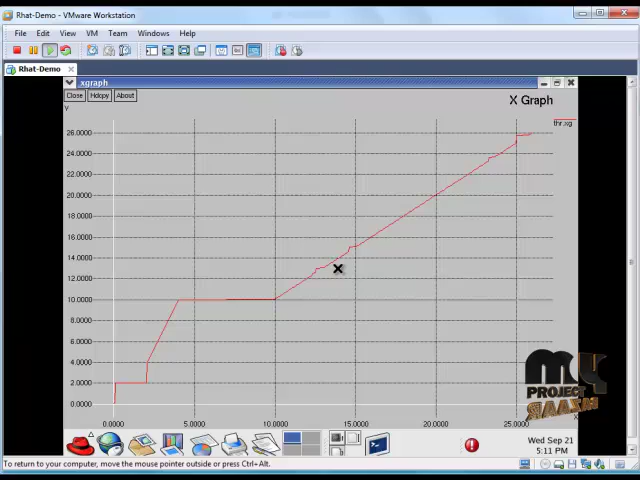 Rhat-Demo - VMware Workstation
File Edit View VM Team Windows Help
Rhat-Demo
xgraph
Close Hdcpy About
X Graph
y
thr.xg
26.0000
24.0000
22.0000
20.0000
18.0000
16.0000
14.0000
12.0000
10.0000
8.0000
6.0000
4.0000
2.0000
0.0000
0.0000 5.0000 10.0000 15.0000 20.0000 25.0000
x
PROJECT
Wed Sep 21
5:11 PM
To return to your computer, move the mouse pointer outside or press Ctrl+Alt.